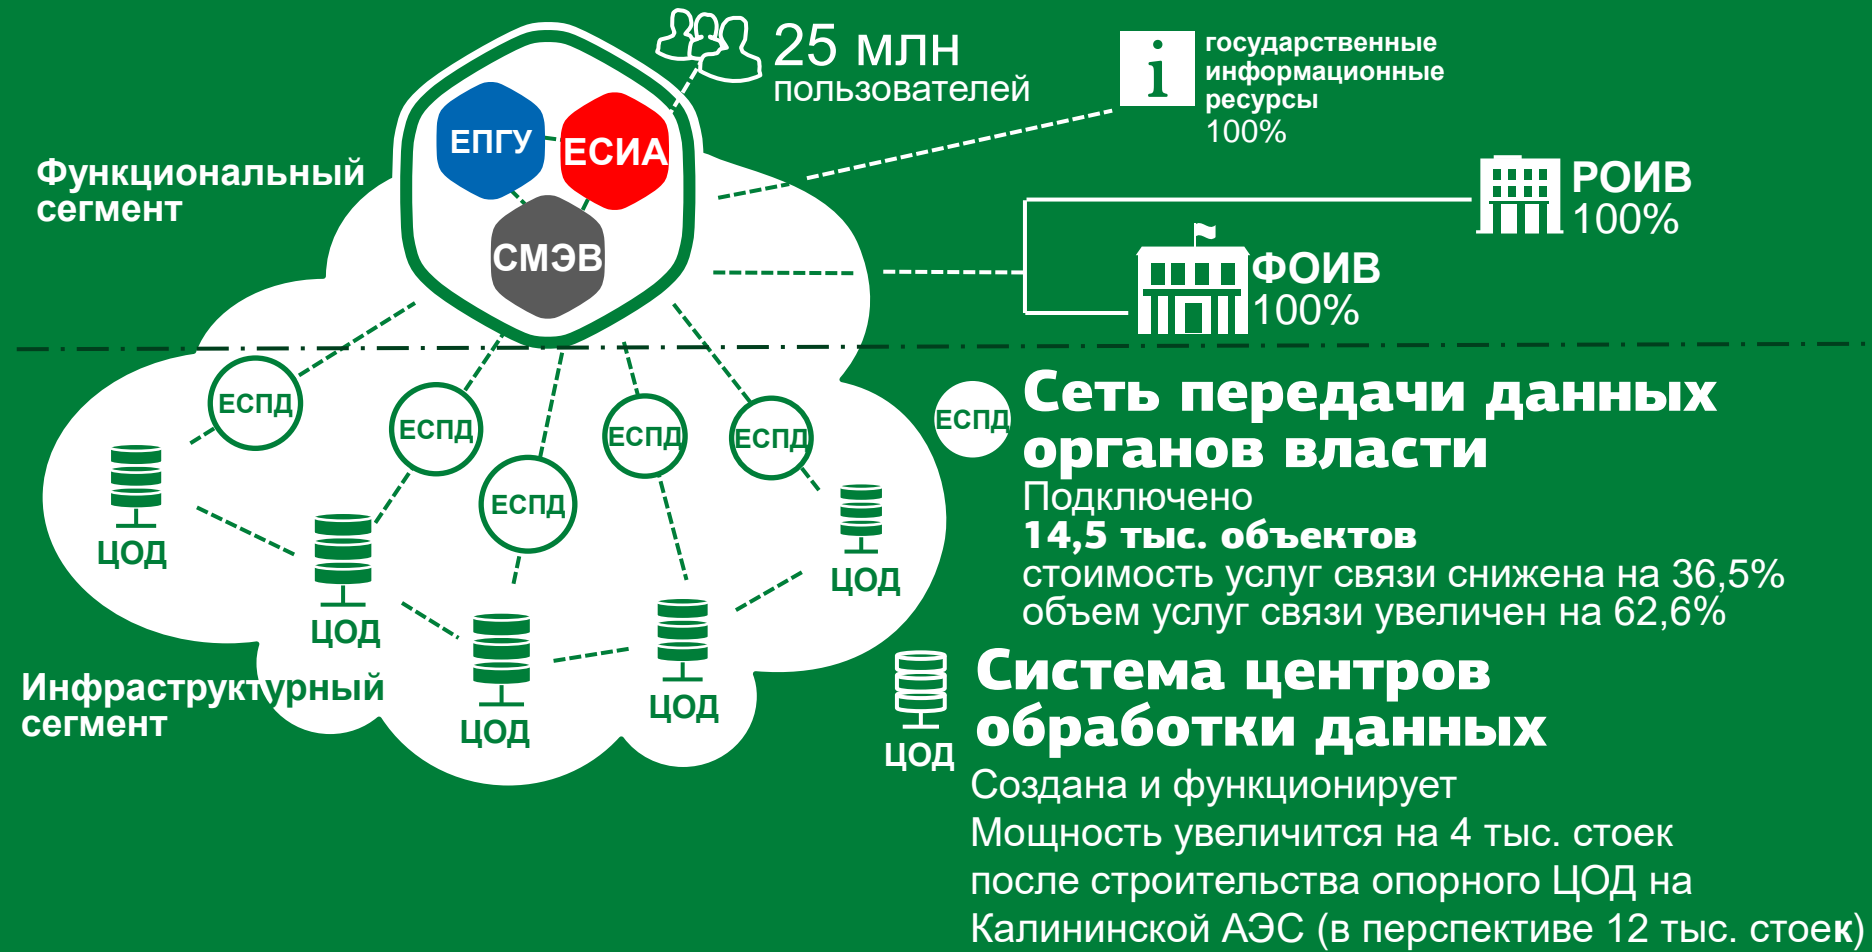 25 млн
пользователей
государственные
информационные
ресурсы
100%
ЕПГУ
ЕСИА
СМЭВ
Функциональный
сегмент
РОИВ
100%
ФОИВ
100%
ЕСПД
ЕСПД
ЕСПД
ЕСПД
ЕСПД
ЦОД
ЦОД
ЦОД
ЦОД
ЦОД
Инфраструктурный
сегмент
ЕСПД
Сеть передачи данных
органов власти
Подключено
14,5 тыс. объектов
стоимость услуг связи снижена на 36,5%
объем услуг связи увеличен на 62,6%
ЦОД
Система центров
обработки данных
Создана и функционирует
Мощность увеличится на 4 тыс. стоек
после строительства опорного ЦОД на
Калининской АЭС (в перспективе 12 тыс. стоек)